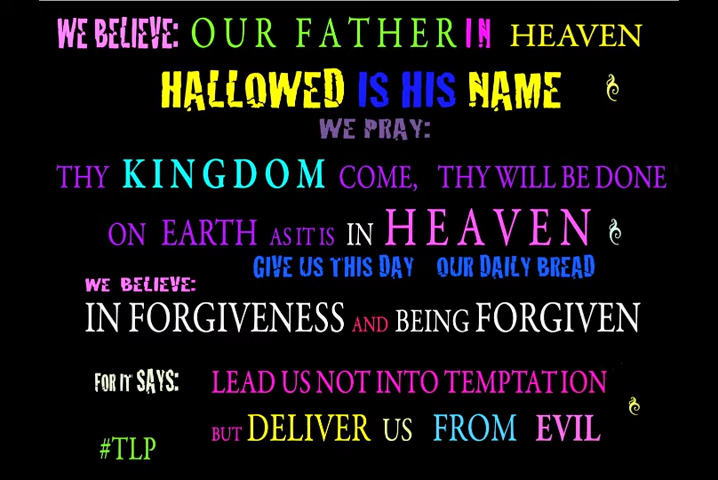 WE BELIEVE: OUR FATHER IN HEAVEN
HALLOWED IS HIS NAME
WE PRAY:
THY KINGDOM COME, THY WILL BE DONE
ON EARTH AS IT IS IN HEAVEN
GIVE US THIS DAY OUR DAILY BREAD
WE BELIEVE:
IN FORGIVENESS AND BEING FORGIVEN
FOR IT SAYS: LEAD US NOT INTO TEMPTATION
BUT DELIVER US FROM EVIL
#TLP